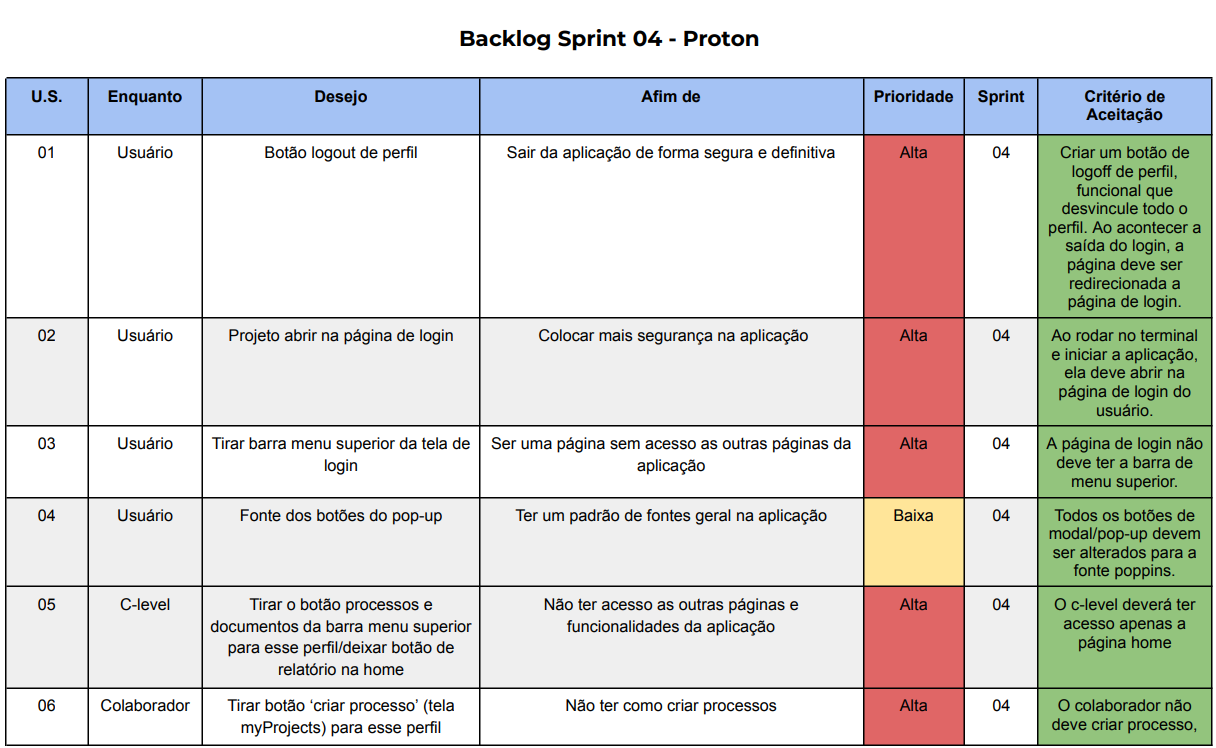 Backlog Sprint 04 - Proton
U.S.
Enquanto
Desejo
Afim de
Prioridade
Sprint
Critério de
Aceitação
01
Usuário
Botão logout de perfil
Sair da aplicação de forma segura e definitiva
Alta
04
Criar um botão de
logoff de perfil,
funcional que
desvincule todo o
perfil. Ao acontecer a
saída do login, a
página deve ser
redirecionada a
página de login.
02
Usuário
Projeto abrir na página de login
Colocar mais segurança na aplicação
Alta
04
Ao rodar no terminal
e iniciar a aplicação,
ela deve abrir na
página de login do
usuário.
03
Usuário
Tirar barra menu superior da tela de
login
Ser uma página sem acesso as outras páginas da
aplicação
Alta
04
A página de login não
deve ter a barra de
menu superior.
04
Usuário
Fonte dos botões do pop-up
Ter um padrão de fontes geral na aplicação
Baixa
04
Todos os botões de
modal/pop-up devem
ser alterados para a
fonte poppins.
05
C-level
Tirar o botão processos e
documentos da barra menu superior
para esse perfil/deixar botão de
relatório na home
Não ter acesso as outras páginas e
funcionalidades da aplicação
Alta
04
O c-level deverá ter
acesso apenas a
página home
06
Colaborador
Tirar botão ‘criar processo’ (tela
myProjects) para esse perfil
Não ter como criar processos
Alta
04
O colaborador não
deve criar processo,